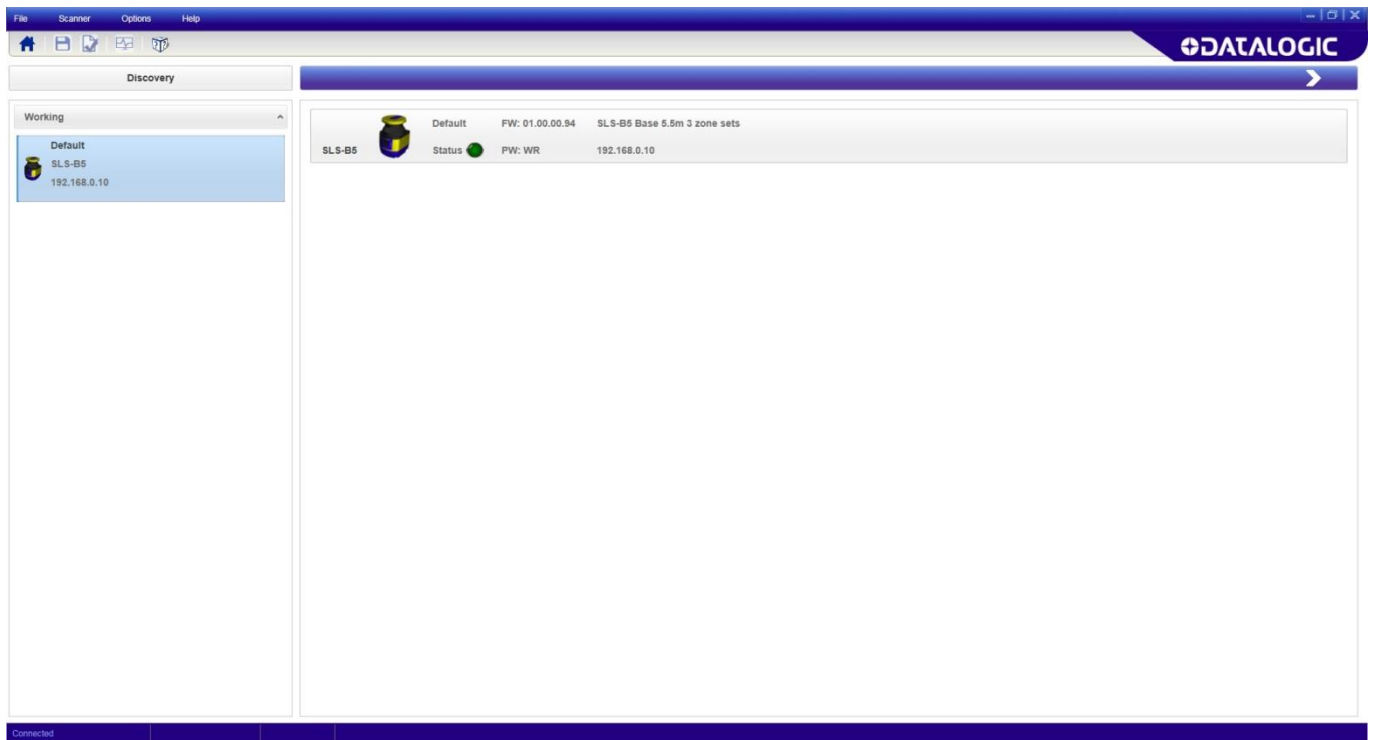 File Scanner Options Help
DATALOGIC
Discovery
Working
Default
SLS-B5
192.168.0.10
Default FW: 01.00.00.94 SLS-B5 Base 5.5m 3 zone sets
SLS-B5 Status PW: WR 192.168.0.10
Connected